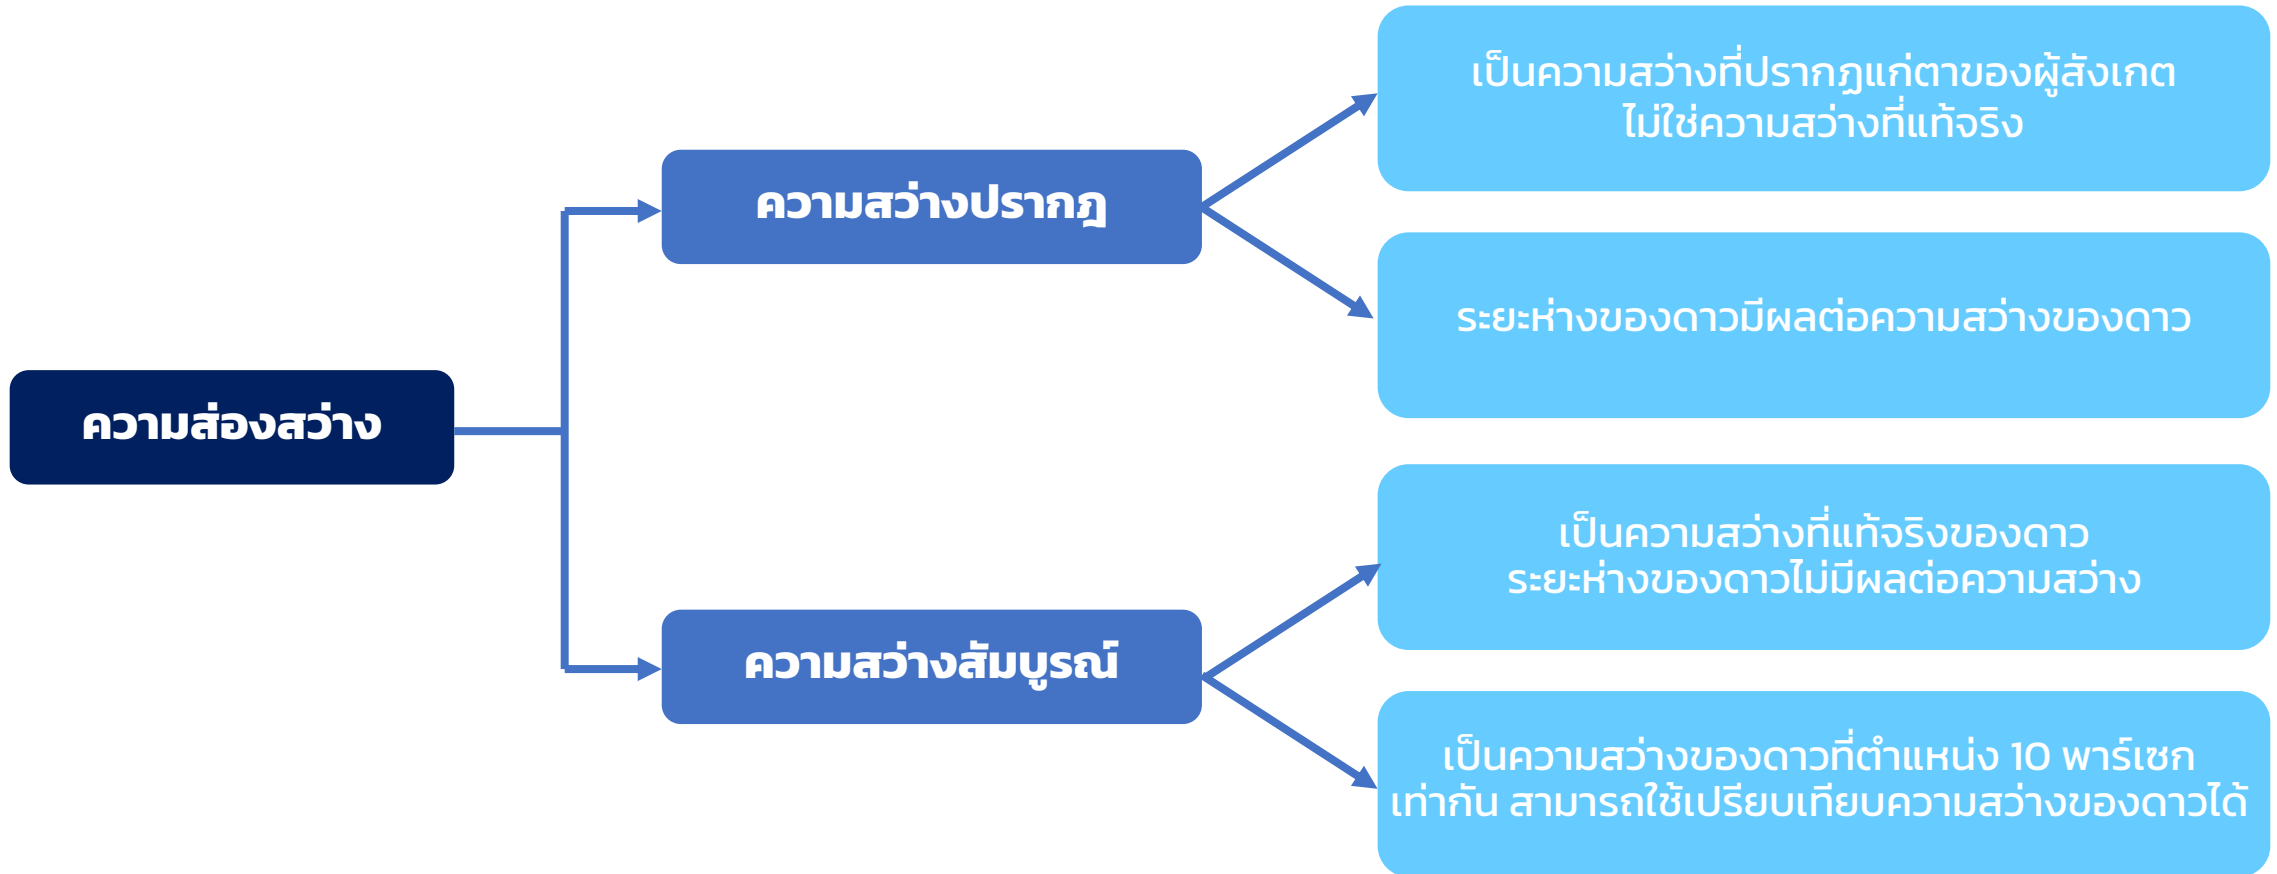 ความส่องสว่าง
ความสว่างปรากฏ
เป็นความสว่างที่ปรากฏแก่ตาของผู้สังเกต
ไม่ใช่ความสว่างที่แท้จริง
ระยะห่างของดาวมีผลต่อความสว่างของดาว
ความสว่างสัมบูรณ์
เป็นความสว่างที่แท้จริงของดาว
ระยะห่างของดาวไม่มีผลต่อความสว่าง
เป็นความสว่างของดาวที่ตำแหน่ง 10 พาร์เซก
เท่ากัน สามารถใช้เปรียบเทียบความสว่างของดาวได้